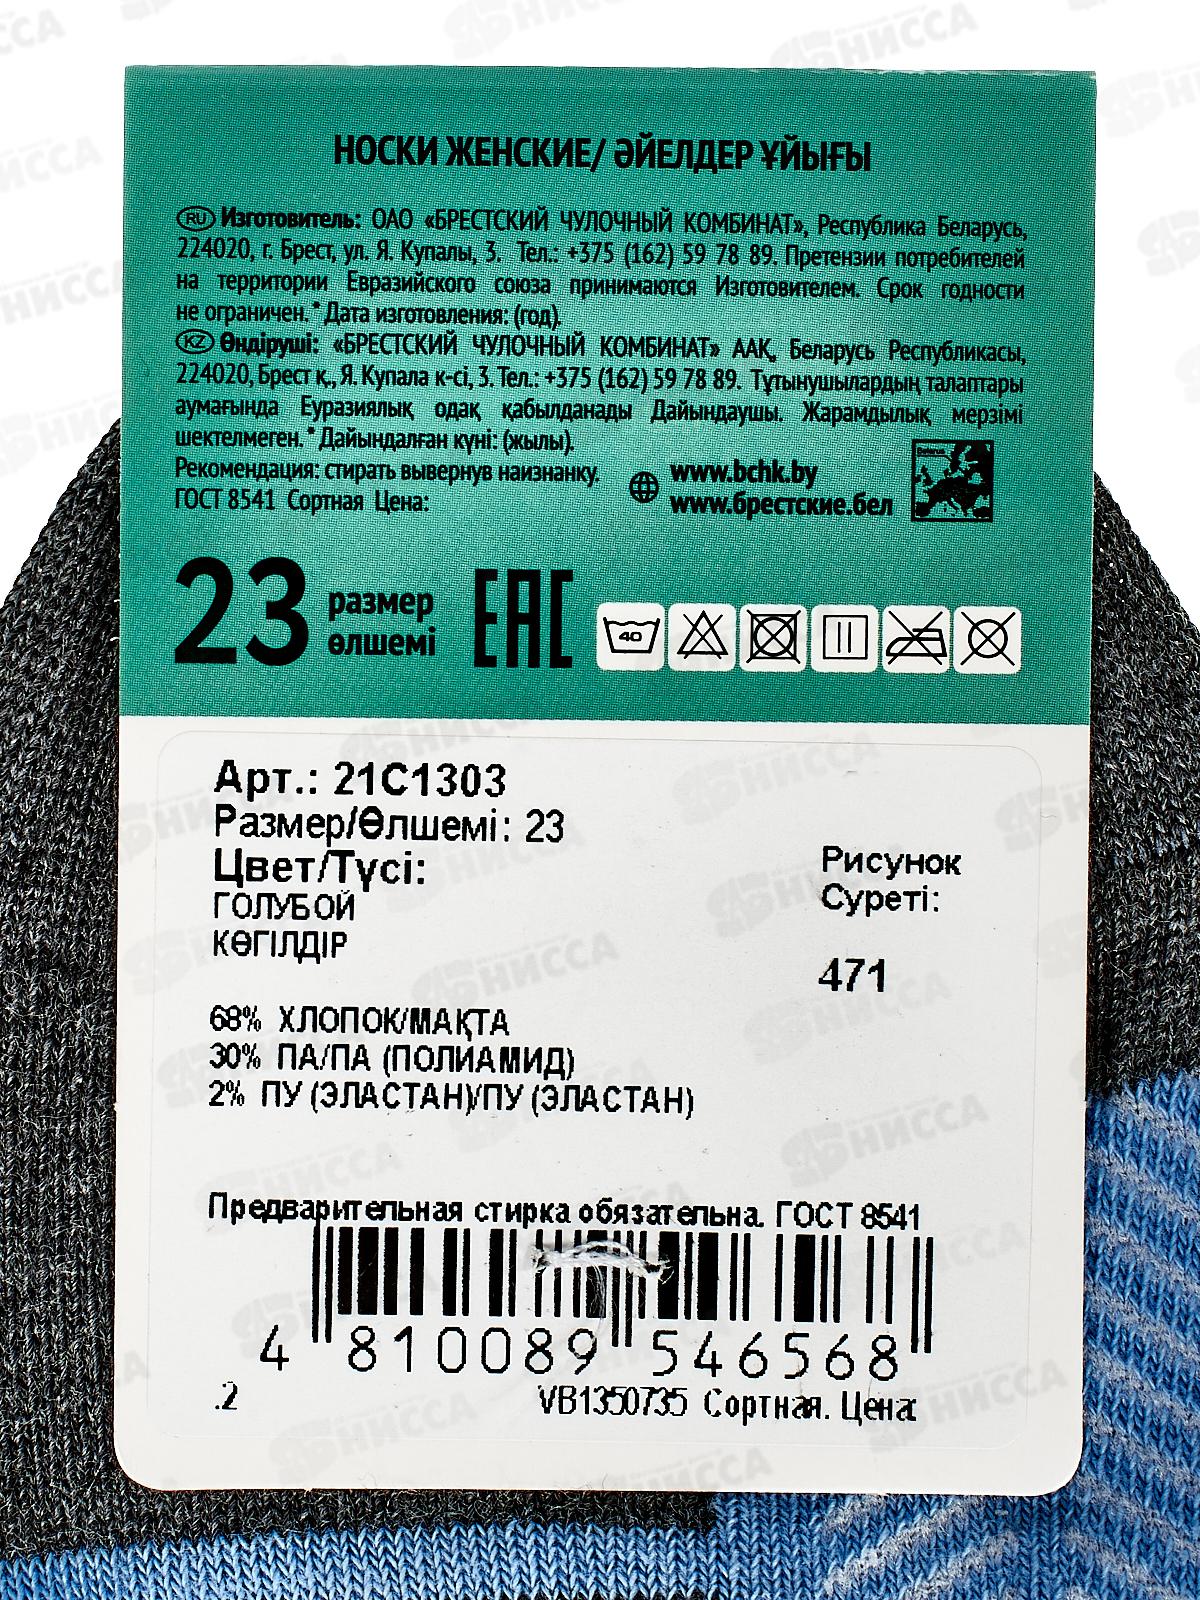 НОСКИ ЖЕНСКИЕ/ ӘЙЕЛДЕР ҰЙЫҒЫ
RU Изготовитель: ОАО «БРЕСТСКИЙ ЧУЛОЧНЫЙ КОМБИНАТ», Республика Беларусь,
224020, г. Брест, ул. Я. Купалы, 3. Тел.: +375 (162) 59 78 89. Претензии потребителей
на территории Евразийского союза принимаются Изготовителем. Срок годности
не ограничен.* Дата изготовления: (год).
KZ Өндіруші: «БРЕСТСКИЙ ЧУЛОЧНЫЙ КОМБИНАТ» ААҚ, Беларусь Республикасы,
224020, Брест қ., Я. Купала к-сі, 3. Тел.: +375 (162) 59 78 89. Тұтынушылардың талаптары
аумағында Еуразиялық одақ қабылданады Дайындаушы. Жарамдылық мерзімі
шектелмеген.* Дайындалған күні: (жылы).
Рекомендация: стирать вывернув наизнанку.
ГОСТ 8541 Сортная Цена:
www.bchk.by
www.брестские.бел
Belarus
23 размер
өлшемі
EAC
40
Арт.: 21С1303
Размер/Өлшемі: 23
Цвет/Түсі:
ГОЛУБОЙ
КӨГІЛДІР
Рисунок
Суреті:
471
68% ХЛОПОК/МАҚТА
30% ПА/ПА (ПОЛИАМИД)
2% ПУ (ЭЛАСТАН)/ПУ (ЭЛАСТАН)
Предварительная стирка обязательна. ГОСТ 8541
4 810089 546568
.2
VB1350735 Сортная. Цена:
НИССА